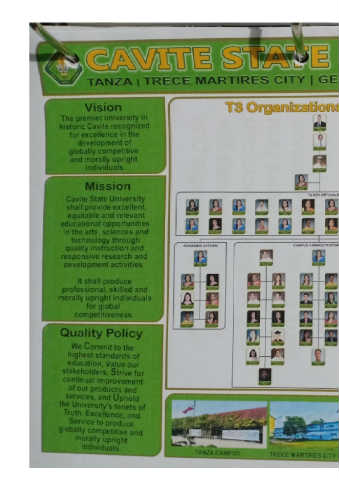 CAVITE STATE
TANZA | TRECE MARTIRES CITY | GE
Vision
The premier university in
historic Cavite recognized
for excellence in the
development of
globally competitive
and morally upright
individuals.
Mission
Cavite State University
shall provide excellent,
equitable and relevant
educational opportunities
in the arts, sciences and
technology through
quality instruction and
responsive research and
development activities.
It shall produce
professional, skilled and
morally upright individuals
for global
competitiveness.
Quality Policy
We Commit to the
highest standards of
education, Value our
stakeholders, Strive for
continual improvement
of our products and
services, and Uphold
the University's tenets of
Truth, Excellence, and
Service to produce
globally competitive and
morally upright
individuals.
T3 Organizationa
TANZA CAMPUS
TRECE MARTIRES CITY